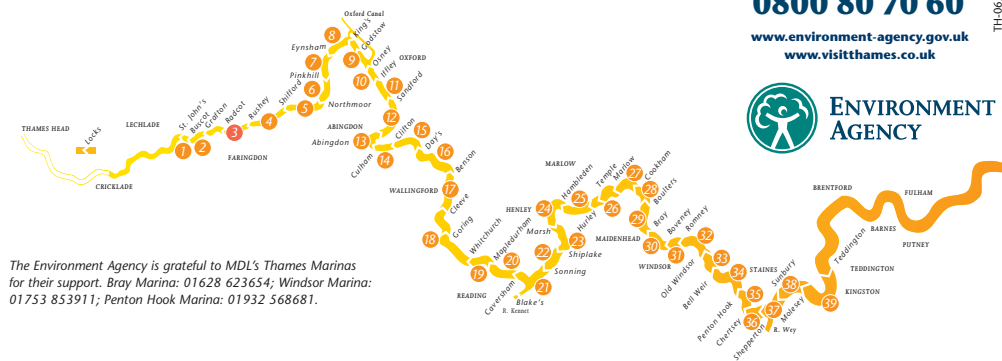 0800 80 70 60
www.environment-agency.gov.uk
www.visitthames.co.uk
TH-06
ENVIRONMENT
AGENCY
Oxford Canal
King's
8
Godstow
Eynsham
9
Osney
OXFORD
7
10
Iffley
Pinkhill
11
6
Sandford
Shifford
5
Northmoor
Rushey
4
Radcot
3
Grafton
Buscot
St. John's
2
1
LECHLADE
FARINGDON
THAMES HEAD
Locks
CRICKLADE
12
ABINGDON
Abingdon
13
Clifton
15
Day's
Culham
14
16
Benson
WALLINGFORD
17
Cleeve
Goring
18
Whitchurch
19
Mapledurham
20
READING
Caversham
21
Blake's
R. Kennet
Sonning
22
Shiplake
23
Marsh
HENLEY
24
Hambleden
25
Hurley
MARLOW
Temple
26
Marlow
27
Cookham
28
Boulters
29
MAIDENHEAD
Bray
30
Boveney
31
WINDSOR
Romney
32
Old Windsor
33
Bell Weir
34
STAINES
Penton Hook
35
Chertsey
36
Shepperton
37
R. Wey
Sunbury
38
Molesey
39
Teddington
TEDDINGTON
KINGSTON
BRENTFORD
FULHAM
BARNES
PUTNEY
The Environment Agency is grateful to MDL's Thames Marinas
for their support. Bray Marina: 01628 623654; Windsor Marina:
01753 853911; Penton Hook Marina: 01932 568681.